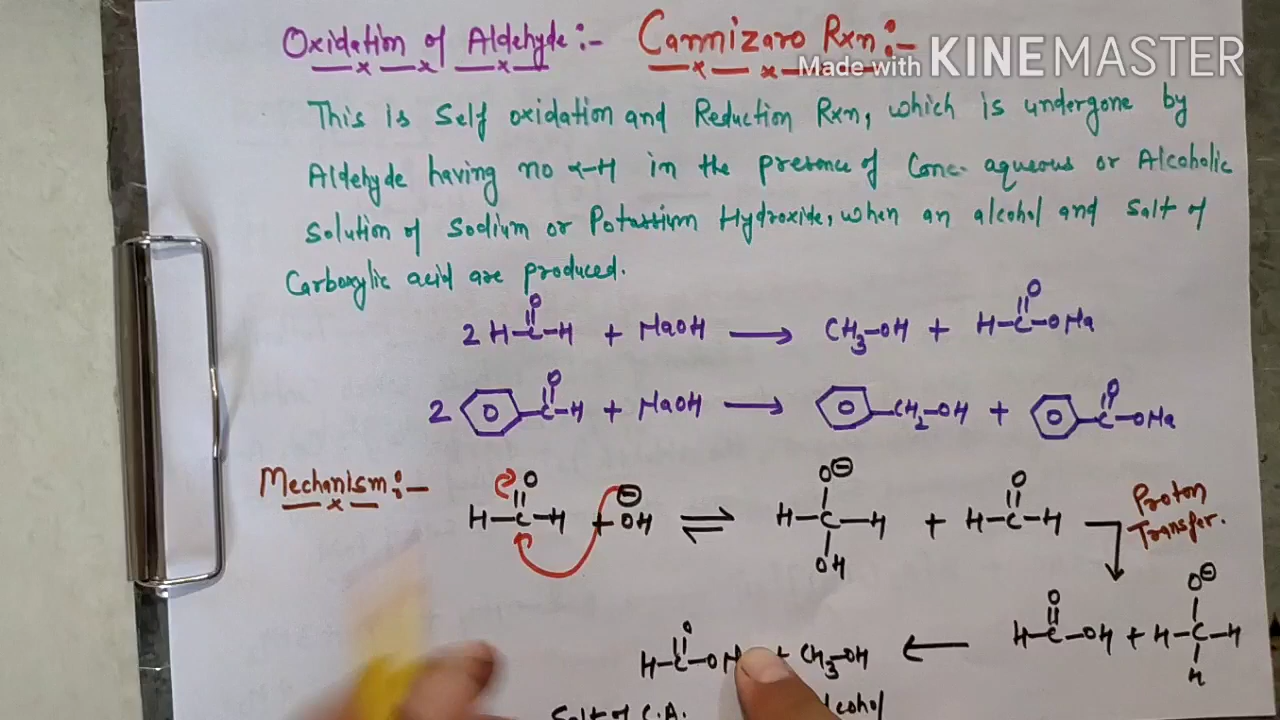 Oxidation of Aldehyde:- Cannizaro Rxn:-
Made with KINEMASTER
This is Self oxidation and Reduction Rxn, which is undergone by
Aldehyde having no α-H in the presence of Conc. aqueous or Alcoholic
solution of Sodium or Potassium Hydroxide, when an alcohol and salt of
Carboxylic acid are produced.
2 H-C(=O)-H + NaOH ⟶ CH₃-OH + H-C(=O)-ONa
2 C-H + NaOH ⟶ CH₂-OH + C-ONa
Mechanism:-
H-C(=O)-H + ⊖OH ⇌ H-C(O⊖)(OH)-H + H-C(=O)-H
Proton
Transfer.
H-C(=O)-OH + H-C(O⊖)(H)-H
H-C(=O)-O + CH₃-OH ⟵
Salt of C.A.